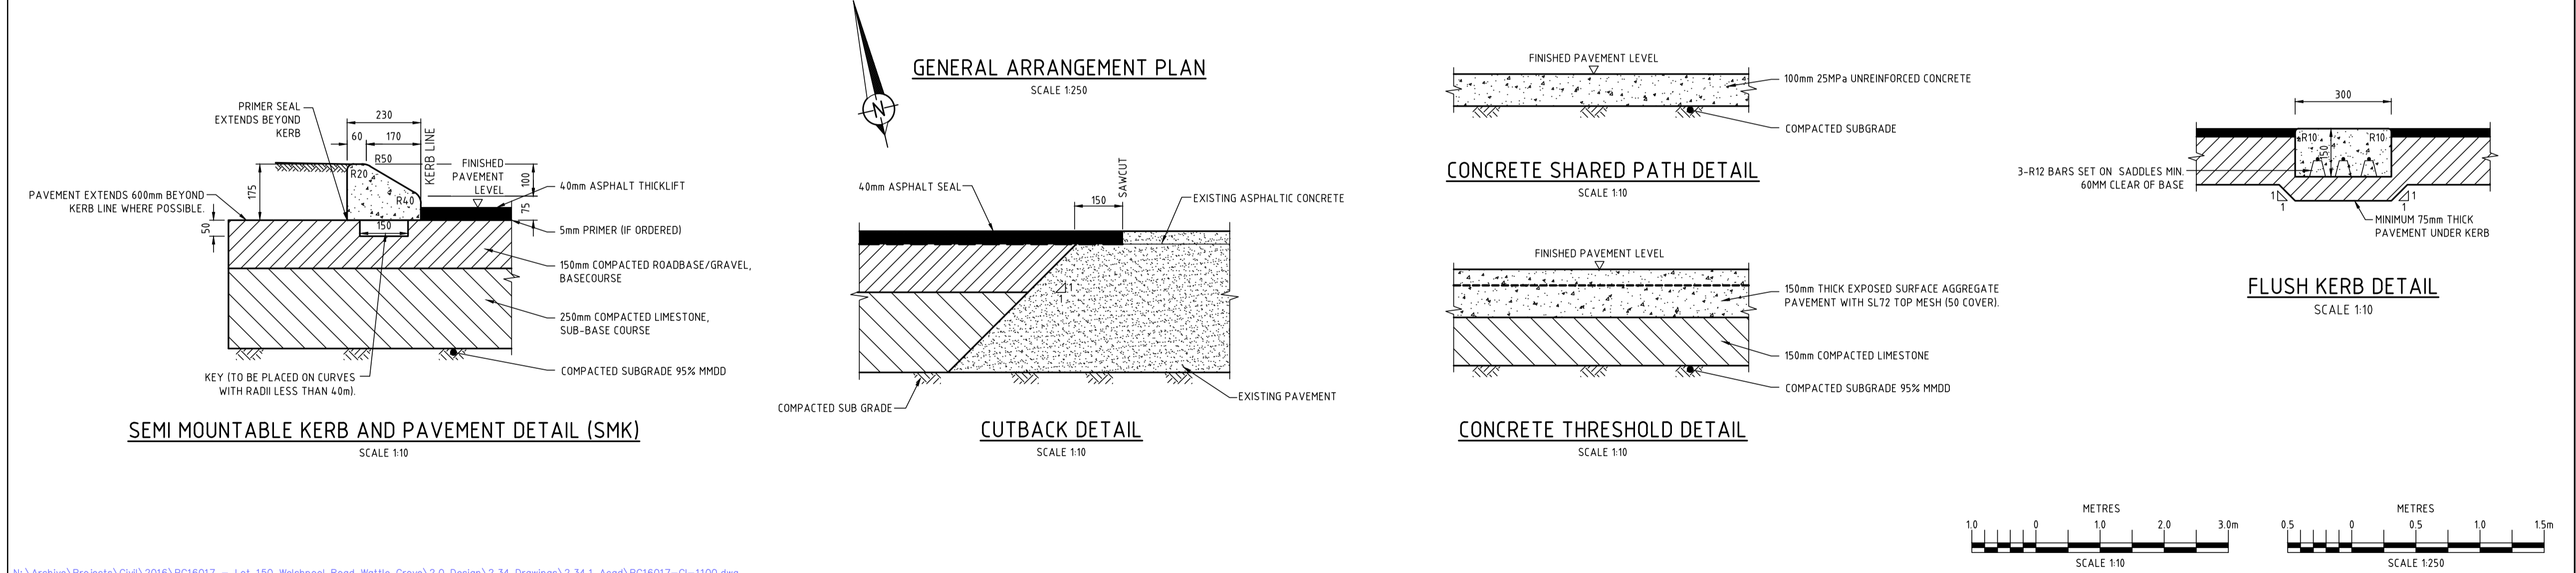 GENERAL ARRANGEMENT PLAN
SCALE 1:250
N
PRIMER SEAL
EXTENDS BEYOND
KERB
230
60
170
KERB LINE
R50
R20
R40
FINISHED
PAVEMENT
LEVEL
100
75
175
50
150
PAVEMENT EXTENDS 600mm BEYOND
KERB LINE WHERE POSSIBLE.
40mm ASPHALT THICKLIFT
5mm PRIMER (IF ORDERED)
150mm COMPACTED ROADBASE/GRAVEL,
BASECOURSE
250mm COMPACTED LIMESTONE,
SUB-BASE COURSE
COMPACTED SUBGRADE 95% MMDD
KEY (TO BE PLACED ON CURVES
WITH RADII LESS THAN 40m).
SEMI MOUNTABLE KERB AND PAVEMENT DETAIL (SMK)
SCALE 1:10
40mm ASPHALT SEAL
SAWCUT
150
EXISTING ASPHALTIC CONCRETE
1
1
COMPACTED SUB GRADE
EXISTING PAVEMENT
CUTBACK DETAIL
SCALE 1:10
FINISHED PAVEMENT LEVEL
100mm 25MPa UNREINFORCED CONCRETE
COMPACTED SUBGRADE
CONCRETE SHARED PATH DETAIL
SCALE 1:10
FINISHED PAVEMENT LEVEL
150mm THICK EXPOSED SURFACE AGGREGATE
PAVEMENT WITH SL72 TOP MESH (50 COVER).
150mm COMPACTED LIMESTONE
COMPACTED SUBGRADE 95% MMDD
CONCRETE THRESHOLD DETAIL
SCALE 1:10
300
R10
R10
150
3-R12 BARS SET ON SADDLES MIN.
60MM CLEAR OF BASE
1
1
1
1
MINIMUM 75mm THICK
PAVEMENT UNDER KERB
FLUSH KERB DETAIL
SCALE 1:10
METRES
1.0 0 1.0 2.0 3.0m
SCALE 1:10
METRES
0.5 0 0.5 1.0 1.5m
SCALE 1:250